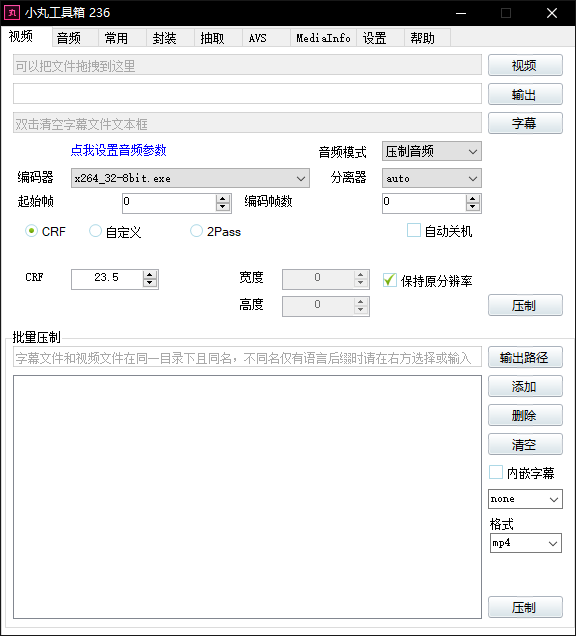 丸 小丸工具箱 236
视频 音频 常用 封装 抽取 AVS MediaInfo 设置 帮助
可以把文件拖拽到这里 视频
输出
双击清空字幕文件文本框 字幕
点我设置音频参数 音频模式 压制音频
编码器 x264_32-8bit.exe 分离器 auto
起始帧 0 编码帧数 0
CRF 自定义 2Pass 自动关机
CRF 23.5 宽度 0 保持原分辨率
高度 0 压制
批量压制
字幕文件和视频文件在同一目录下且同名，不同名仅有语言后缀时请在右方选择或输入 输出路径
添加
删除
清空
内嵌字幕
none
格式
mp4
压制